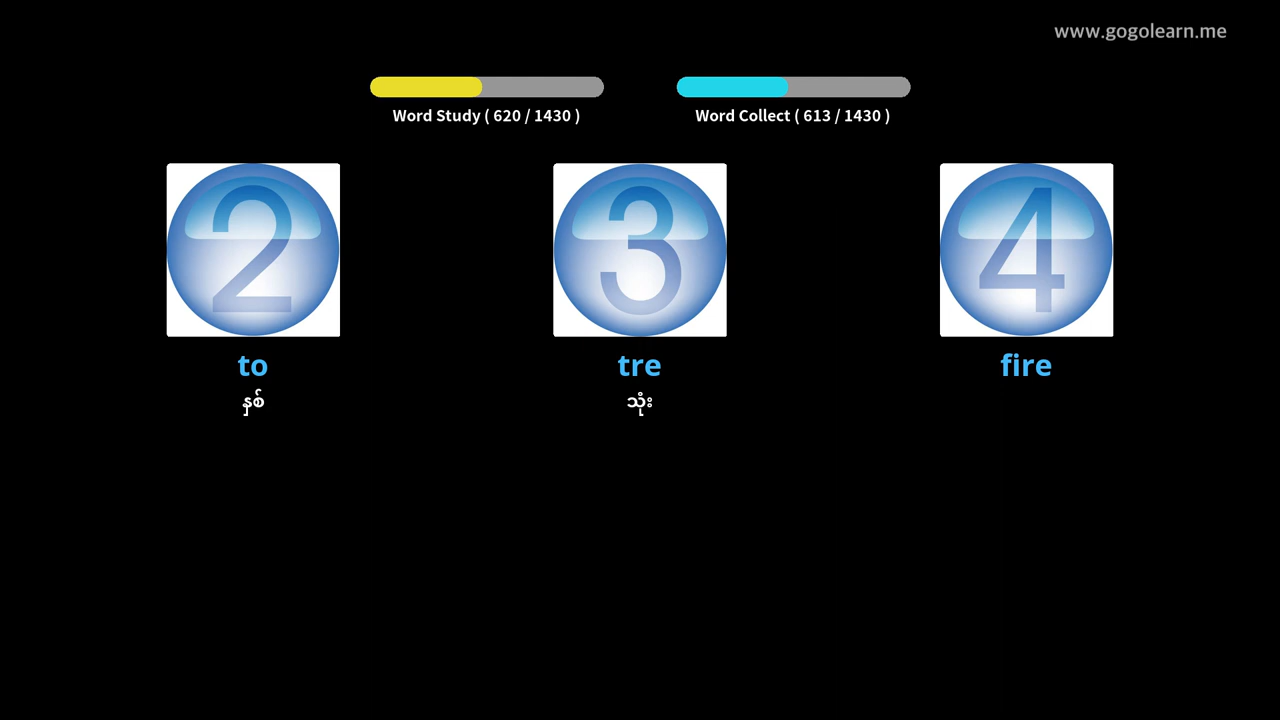 www.gogolearn.me
Word Study ( 620 / 1430 )
Word Collect ( 613 / 1430 )
2
3
4
to
tre
fire
နှစ်
သုံး